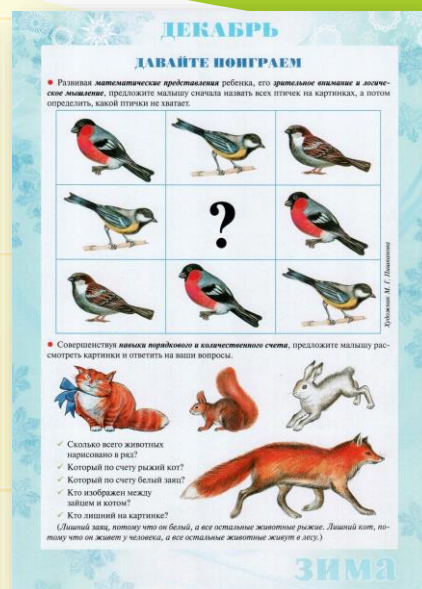 ДЕКАБРЬ
ДАВАЙТЕ ПОИГРАЕМ
● Развивая математические представления ребенка, его зрительное внимание и логиче-
ское мышление, предложите малышу сначала назвать всех птичек на картинках, а потом
определить, какой птички не хватает.
?
Художник М. Г. Пашкалова
● Совершенствуя навыки порядкового и количественного счета, предложите малышу рас-
смотреть картинки и ответить на ваши вопросы.
✓ Сколько всего животных
нарисовано в ряд?
✓ Который по счету рыжий кот?
✓ Который по счету белый заяц?
✓ Кто изображен между
зайцем и котом?
✓ Кто лишний на картинке?
(Лишний заяц, потому что он белый, а все остальные животные рыжие. Лишний кот, по-
тому что он живет у человека, а все остальные животные живут в лесу.)
ЗИМА